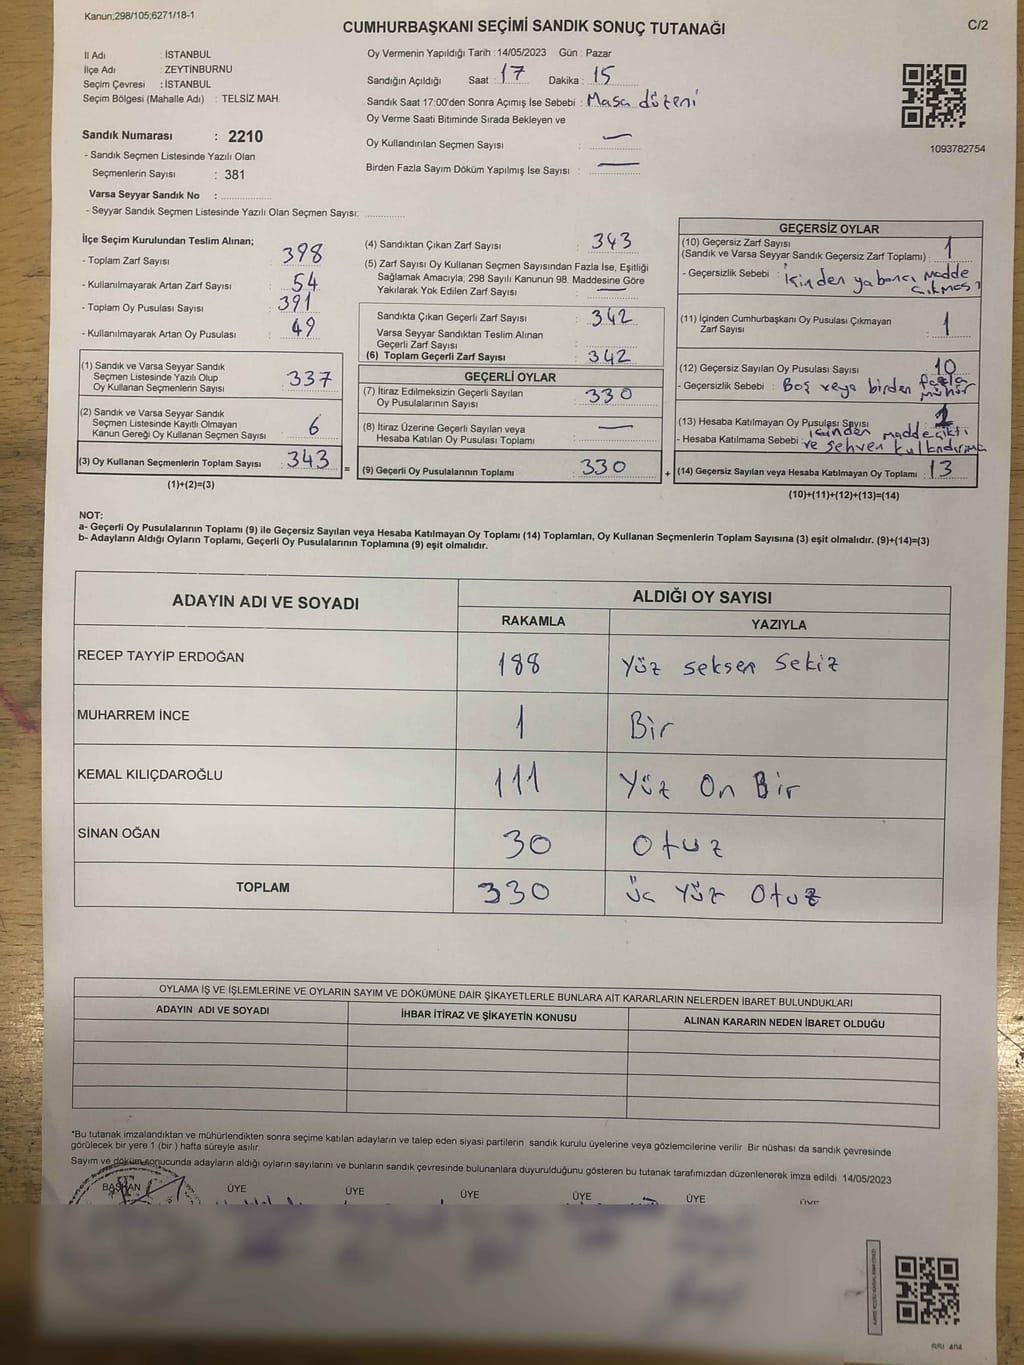 Kanun;298/105;6271/18-1
CUMHURBAŞKANI SEÇİMİ SANDIK SONUÇ TUTANAĞI
C/2
İl Adı : İSTANBUL
İlçe Adı : ZEYTİNBURNU
Seçim Çevresi : İSTANBUL
Seçim Bölgesi (Mahalle Adı) : TELSİZ MAH.
Sandık Numarası : 2210
- Sandık Seçmen Listesinde Yazılı Olan
Seçmenlerin Sayısı : 381
Varsa Seyyar Sandık No :
- Seyyar Sandık Seçmen Listesinde Yazılı Olan Seçmen Sayısı:
Oy Vermenin Yapıldığı Tarih :14/05/2023 Gün : Pazar
Sandığın Açıldığı Saat : 17 Dakika : 15
Sandık Saat 17:00'den Sonra Açımış İse Sebebi : Masa düzeni
Oy Verme Saati Bitiminde Sırada Bekleyen ve
Oy Kullandırılan Seçmen Sayısı : —
Birden Fazla Sayım Döküm Yapılmış İse Sayısı : —
1093782754
İlçe Seçim Kurulundan Teslim Alınan;
- Toplam Zarf Sayısı : 398
- Kullanılmayarak Artan Zarf Sayısı : 54
- Toplam Oy Pusulası Sayısı : 391
- Kullanılmayarak Artan Oy Pusulası : 49
(1) Sandık ve Varsa Seyyar Sandık
Seçmen Listesinde Yazılı Olup
Oy Kullanan Seçmenlerin Sayısı : 337
(2) Sandık ve Varsa Seyyar Sandık
Seçmen Listesinde Kayıtlı Olmayan
Kanun Gereği Oy Kullanan Seçmen Sayısı : 6
(3) Oy Kullanan Seçmenlerin Toplam Sayısı : 343
(1)+(2)=(3)
=
(4) Sandıktan Çıkan Zarf Sayısı : 343
(5) Zarf Sayısı Oy Kullanan Seçmen Sayısından Fazla İse, Eşitliği
Sağlamak Amacıyla, 298 Sayılı Kanunun 98. Maddesine Göre
Yakılarak Yok Edilen Zarf Sayısı : —
Sandıkta Çıkan Geçerli Zarf Sayısı : 342
Varsa Seyyar Sandıktan Teslim Alınan
Geçerli Zarf Sayısı :
(6) Toplam Geçerli Zarf Sayısı : 342
GEÇERLİ OYLAR
(7) İtiraz Edilmeksizin Geçerli Sayılan
Oy Pusulalarının Sayısı : 330
(8) İtiraz Üzerine Geçerli Sayılan veya
Hesaba Katılan Oy Pusulası Toplamı : —
(9) Geçerli Oy Pusulalarının Toplamı : 330
+
GEÇERSİZ OYLAR
(10) Geçersiz Zarf Sayısı
(Sandık ve Varsa Seyyar Sandık Geçersiz Zarf Toplamı) : 1
- Geçersizlik Sebebi : İçinden yabancı madde
çıkması
(11) İçinden Cumhurbaşkanı Oy Pusulası Çıkmayan
Zarf Sayısı : 1
(12) Geçersiz Sayılan Oy Pusulası Sayısı : 10
- Geçersizlik Sebebi : Boş veya birden fazla
mühür
(13) Hesaba Katılmayan Oy Pusulası Sayısı :
içinden madde çıktı
- Hesaba Katılmama Sebebi : ve sehven kullandırma
(14) Geçersiz Sayılan veya Hesaba Katılmayan Oy Toplamı : 13
(10)+(11)+(12)+(13)=(14)
NOT:
a- Geçerli Oy Pusulalarının Toplamı (9) ile Geçersiz Sayılan veya Hesaba Katılmayan Oy Toplamı (14) Toplamları, Oy Kullanan Seçmenlerin Toplam Sayısına (3) eşit olmalıdır. (9)+(14)=(3)
b- Adayların Aldığı Oyların Toplamı, Geçerli Oy Pusulalarının Toplamına (9) eşit olmalıdır.
ADAYIN ADI VE SOYADI
ALDIĞI OY SAYISI
RAKAMLA YAZIYLA
RECEP TAYYİP ERDOĞAN 188 Yüz seksen Sekiz
MUHARREM İNCE 1 Bir
KEMAL KILIÇDAROĞLU 111 Yüz On Bir
SİNAN OĞAN 30 Otuz
TOPLAM 330 Üç Yüz Otuz
OYLAMA İŞ VE İŞLEMLERİNE VE OYLARIN SAYIM VE DÖKÜMÜNE DAİR ŞİKAYETLERLE BUNLARA AİT KARARLARIN NELERDEN İBARET BULUNDUKLARI
ADAYIN ADI VE SOYADI İHBAR İTİRAZ VE ŞİKAYETİN KONUSU ALINAN KARARIN NEDEN İBARET OLDUĞU
*Bu tutanak imzalandıktan ve mühürlendikten sonra seçime katılan adayların ve talep eden siyasi partilerin sandık kurulu üyelerine veya gözlemcilerine verilir Bir nüshası da sandık çevresinde
görülecek bir yere 1 (bir ) hafta süreyle asılır.
Sayım ve döküm sonucunda adayların aldığı oyların sayılarını ve bunların sandık çevresinde bulunanlara duyurulduğunu gösteren bu tutanak tarafımızdan düzenlenerek imza edildi. 14/05/2023
BAŞKAN ÜYE ÜYE ÜYE ÜYE ÜYE ÜYE